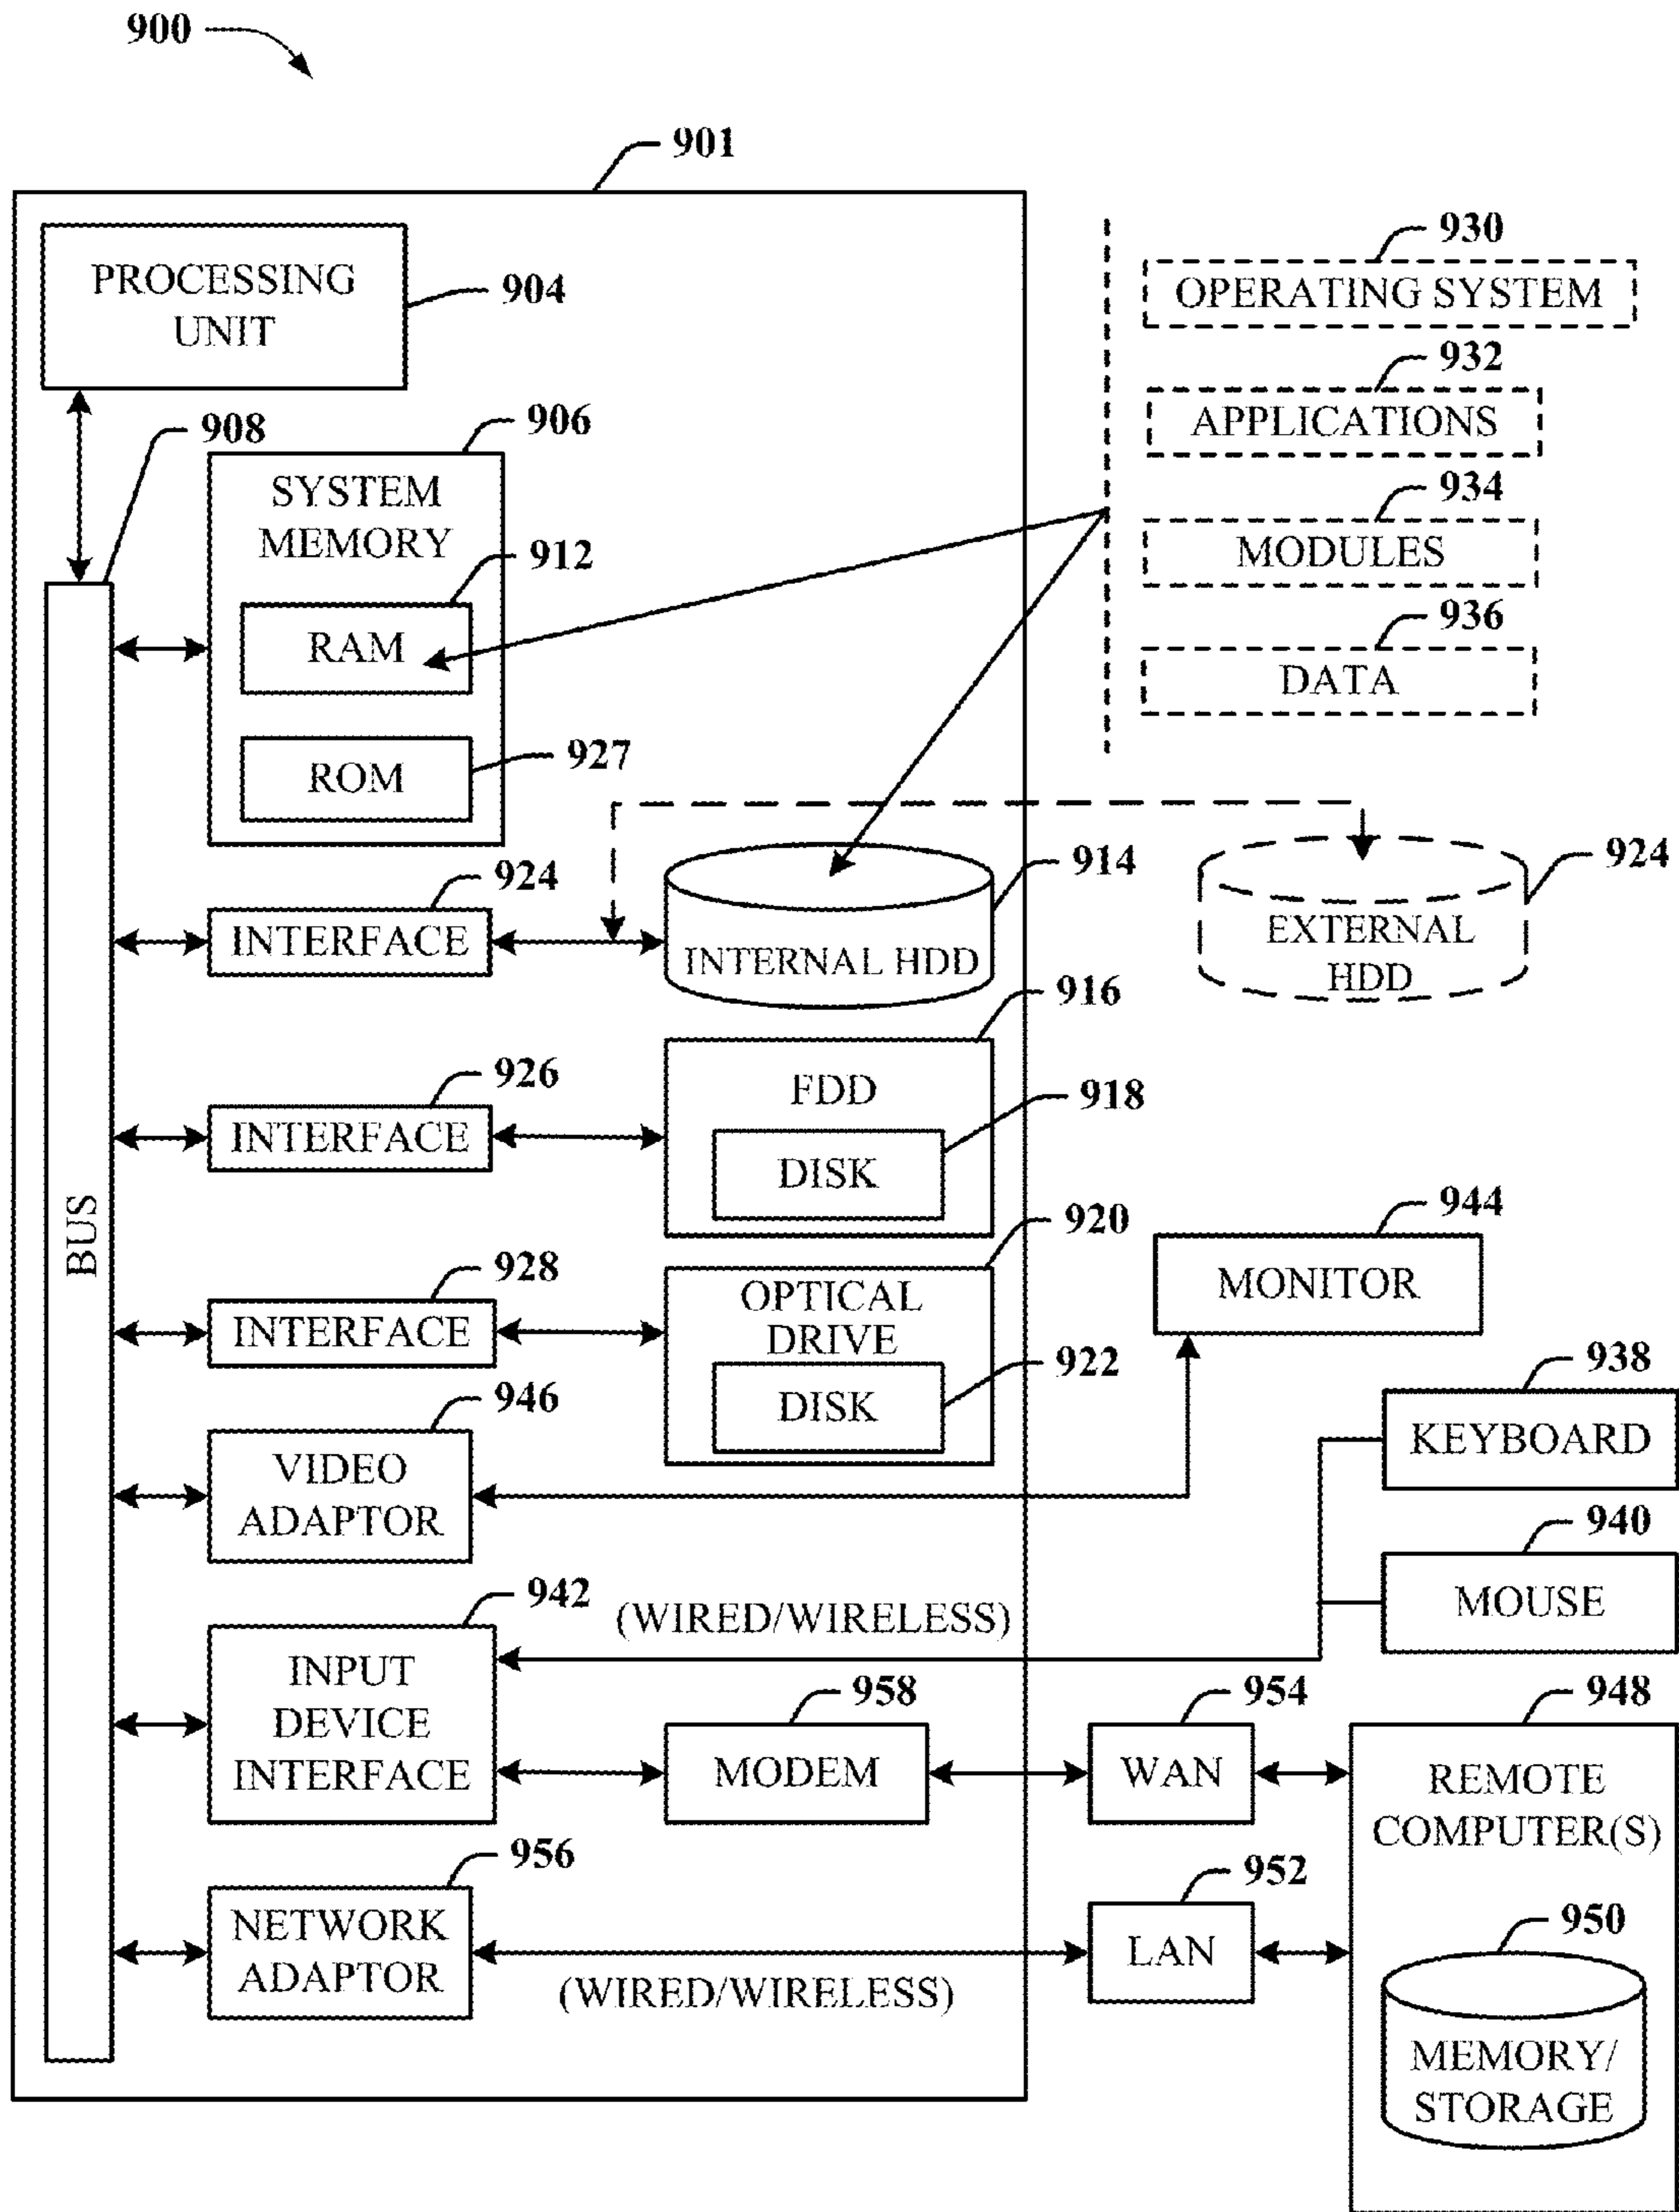 900
901
PROCESSING
UNIT
904
930
OPERATING SYSTEM
932
APPLICATIONS
934
MODULES
936
DATA
908
906
SYSTEM
MEMORY
912
RAM
927
ROM
924
INTERFACE
914
INTERNAL HDD
924
EXTERNAL
HDD
926
INTERFACE
916
FDD
918
DISK
BUS
928
INTERFACE
920
OPTICAL
DRIVE
922
DISK
944
MONITOR
946
VIDEO
ADAPTOR
938
KEYBOARD
940
MOUSE
942
(WIRED/WIRELESS)
INPUT
DEVICE
INTERFACE
958
MODEM
954
WAN
948
REMOTE
COMPUTER(S)
956
NETWORK
ADAPTOR
(WIRED/WIRELESS)
952
LAN
950
MEMORY/
STORAGE